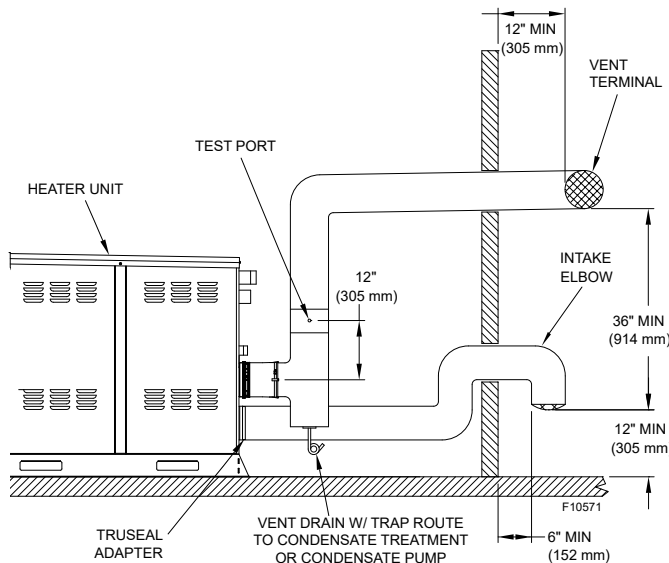 12" MIN
(305 mm)
VENT
TERMINAL
TEST PORT
HEATER UNIT
12"
(305 mm)
INTAKE
ELBOW
36" MIN
(914 mm)
12" MIN
(305 mm
F10571
TRUSEAL
ADAPTER
VENT DRAIN W/ TRAP ROUTE
TO CONDENSATE TREATMENT
OR CONDENSATE PUMP
6" MIN
(152 mm)